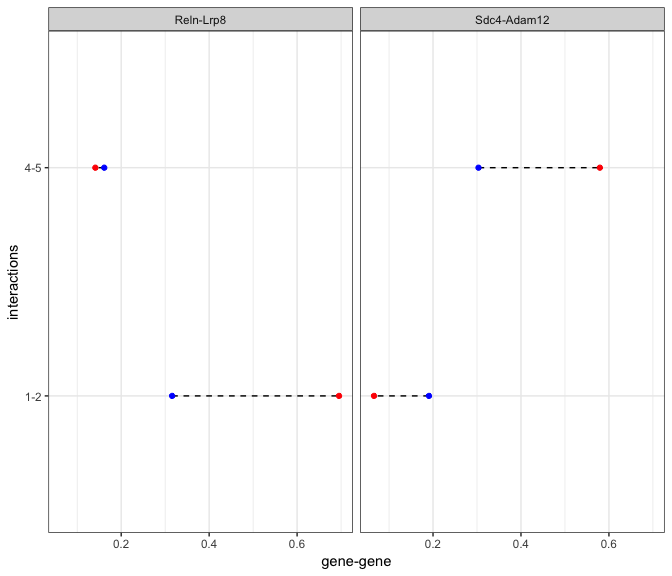 Reln-Lrp8
Sdc4-Adam12
4-5
1-2
interactions
0.2 0.4 0.6
0.2 0.4 0.6
gene-gene